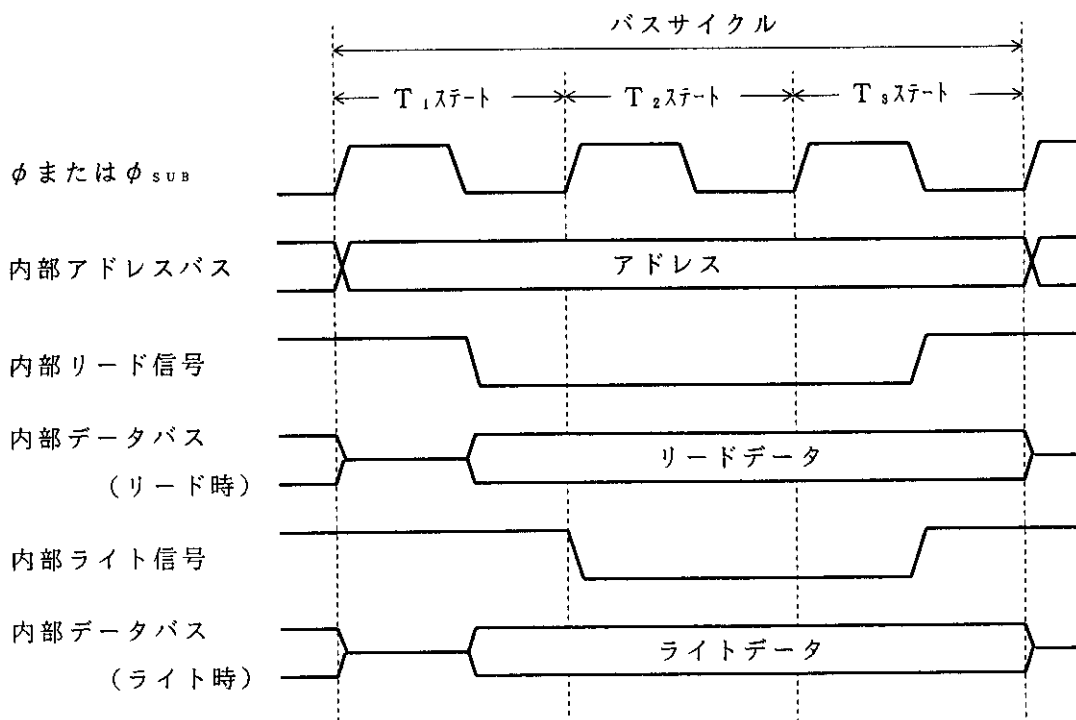 バスサイクル
T₁ステート
T₂ステート
T₃ステート
φまたはφSUB
内部アドレスバス
アドレス
内部リード信号
内部データバス
(リード時)
リードデータ
内部ライト信号
内部データバス
(ライト時)
ライトデータ